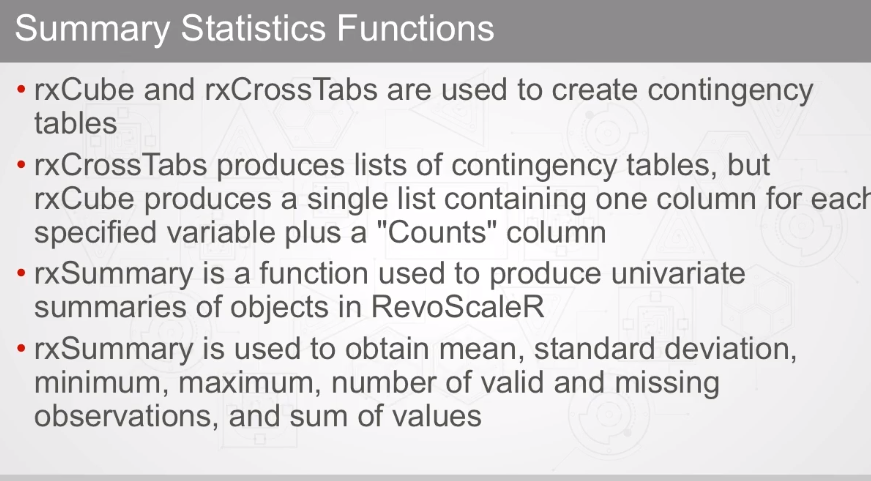 Summary Statistics Functions
• rxCube and rxCrossTabs are used to create contingency
tables
• rxCrossTabs produces lists of contingency tables, but
rxCube produces a single list containing one column for each
specified variable plus a "Counts" column
• rxSummary is a function used to produce univariate
summaries of objects in RevoScaleR
• rxSummary is used to obtain mean, standard deviation,
minimum, maximum, number of valid and missing
observations, and sum of values